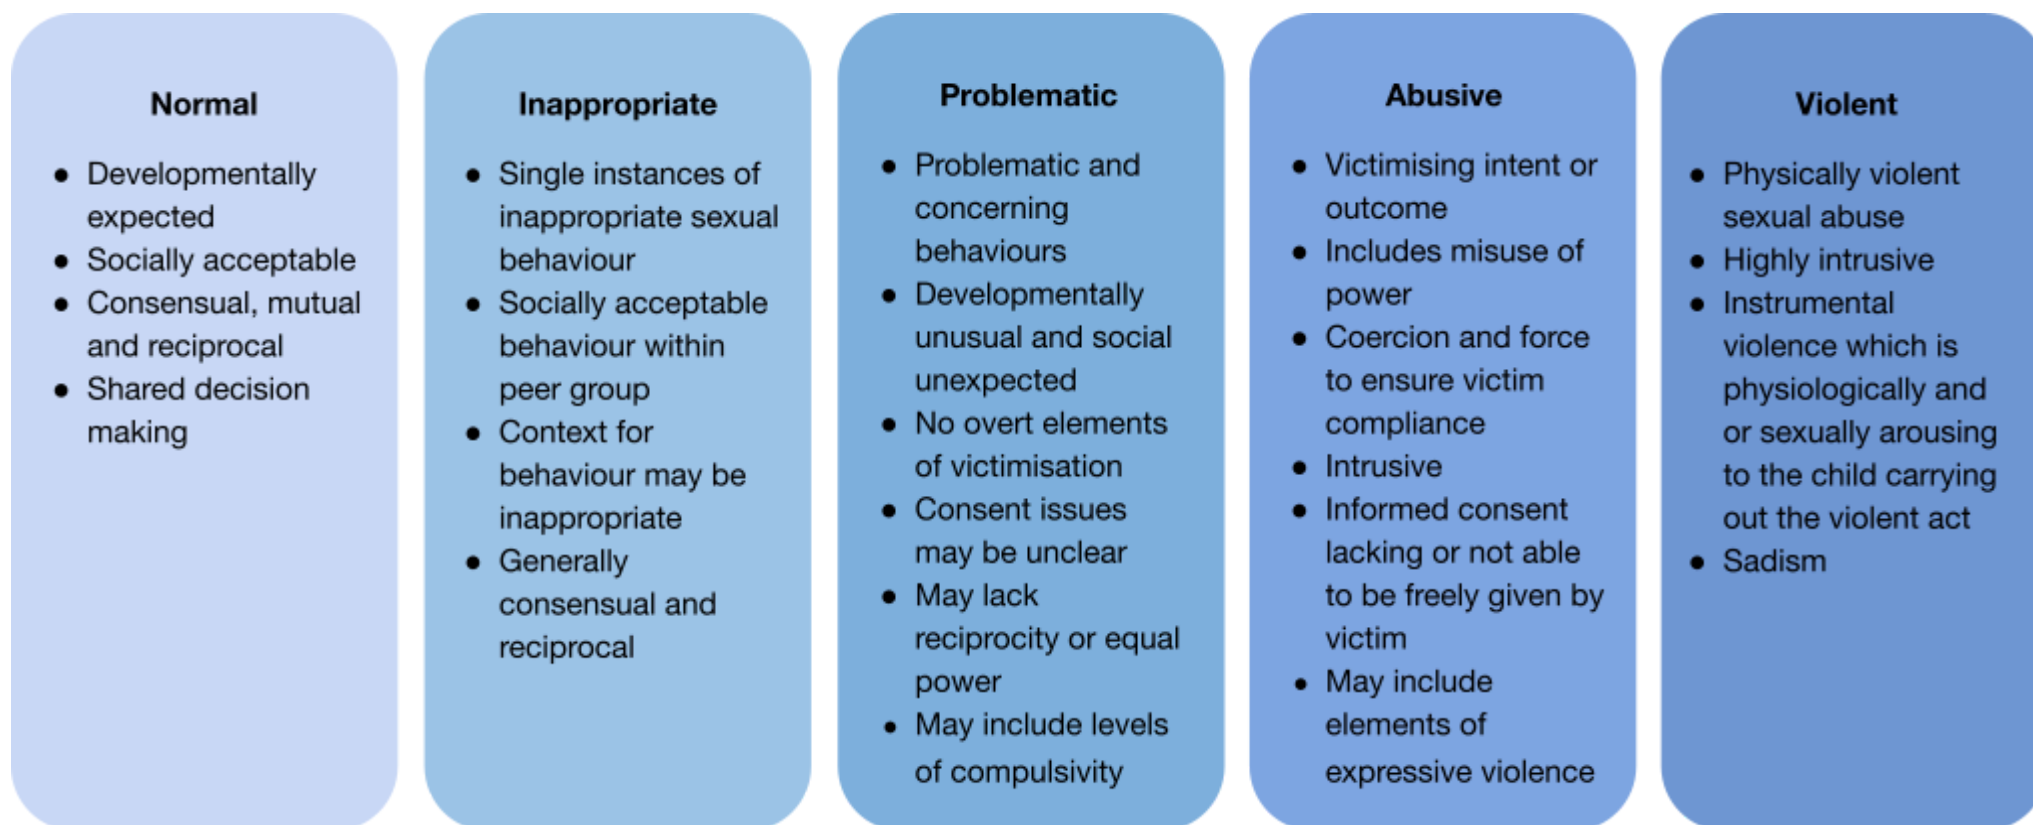 Normal
● Developmentally
expected
● Socially acceptable
● Consensual, mutual
and reciprocal
● Shared decision
making
Inappropriate
● Single instances of
inappropriate sexual
behaviour
● Socially acceptable
behaviour within
peer group
● Context for
behaviour may be
inappropriate
● Generally
consensual and
reciprocal
Problematic
● Problematic and
concerning
behaviours
● Developmentally
unusual and social
unexpected
● No overt elements
of victimisation
● Consent issues
may be unclear
● May lack
reciprocity or equal
power
● May include levels
of compulsivity
Abusive
● Victimising intent or
outcome
● Includes misuse of
power
● Coercion and force
to ensure victim
compliance
● Intrusive
● Informed consent
lacking or not able
to be freely given by
victim
● May include
elements of
expressive violence
Violent
● Physically violent
sexual abuse
● Highly intrusive
● Instrumental
violence which is
physiologically and
or sexually arousing
to the child carrying
out the violent act
● Sadism